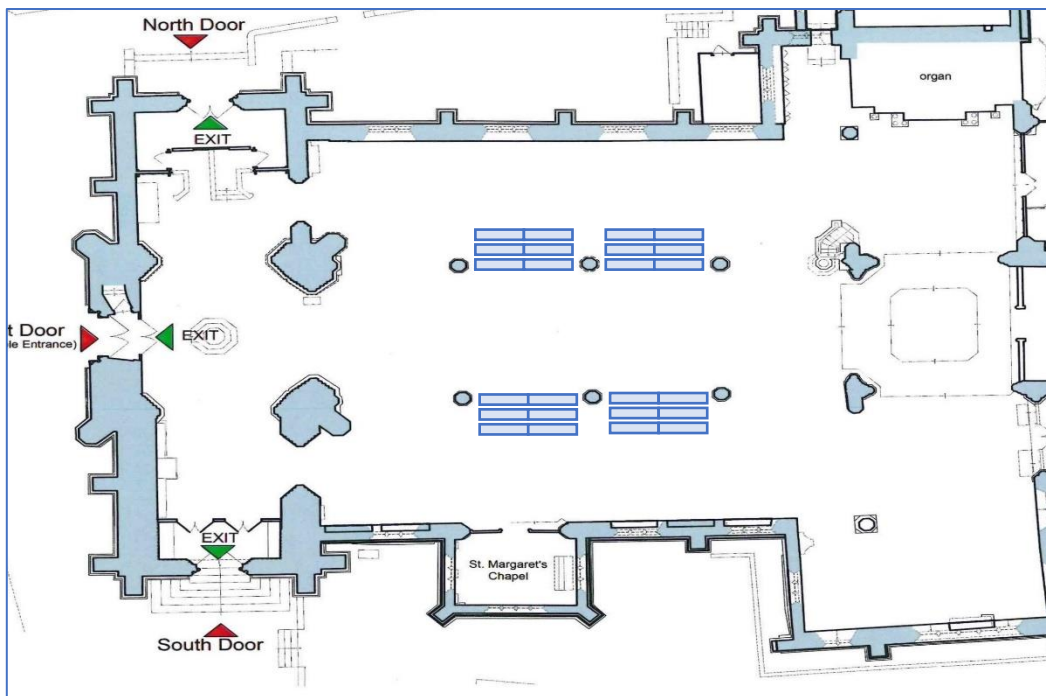 North Door
organ
EXIT
t Door
le Entrance)
EXIT
EXIT
St. Margaret's
Chapel
South Door